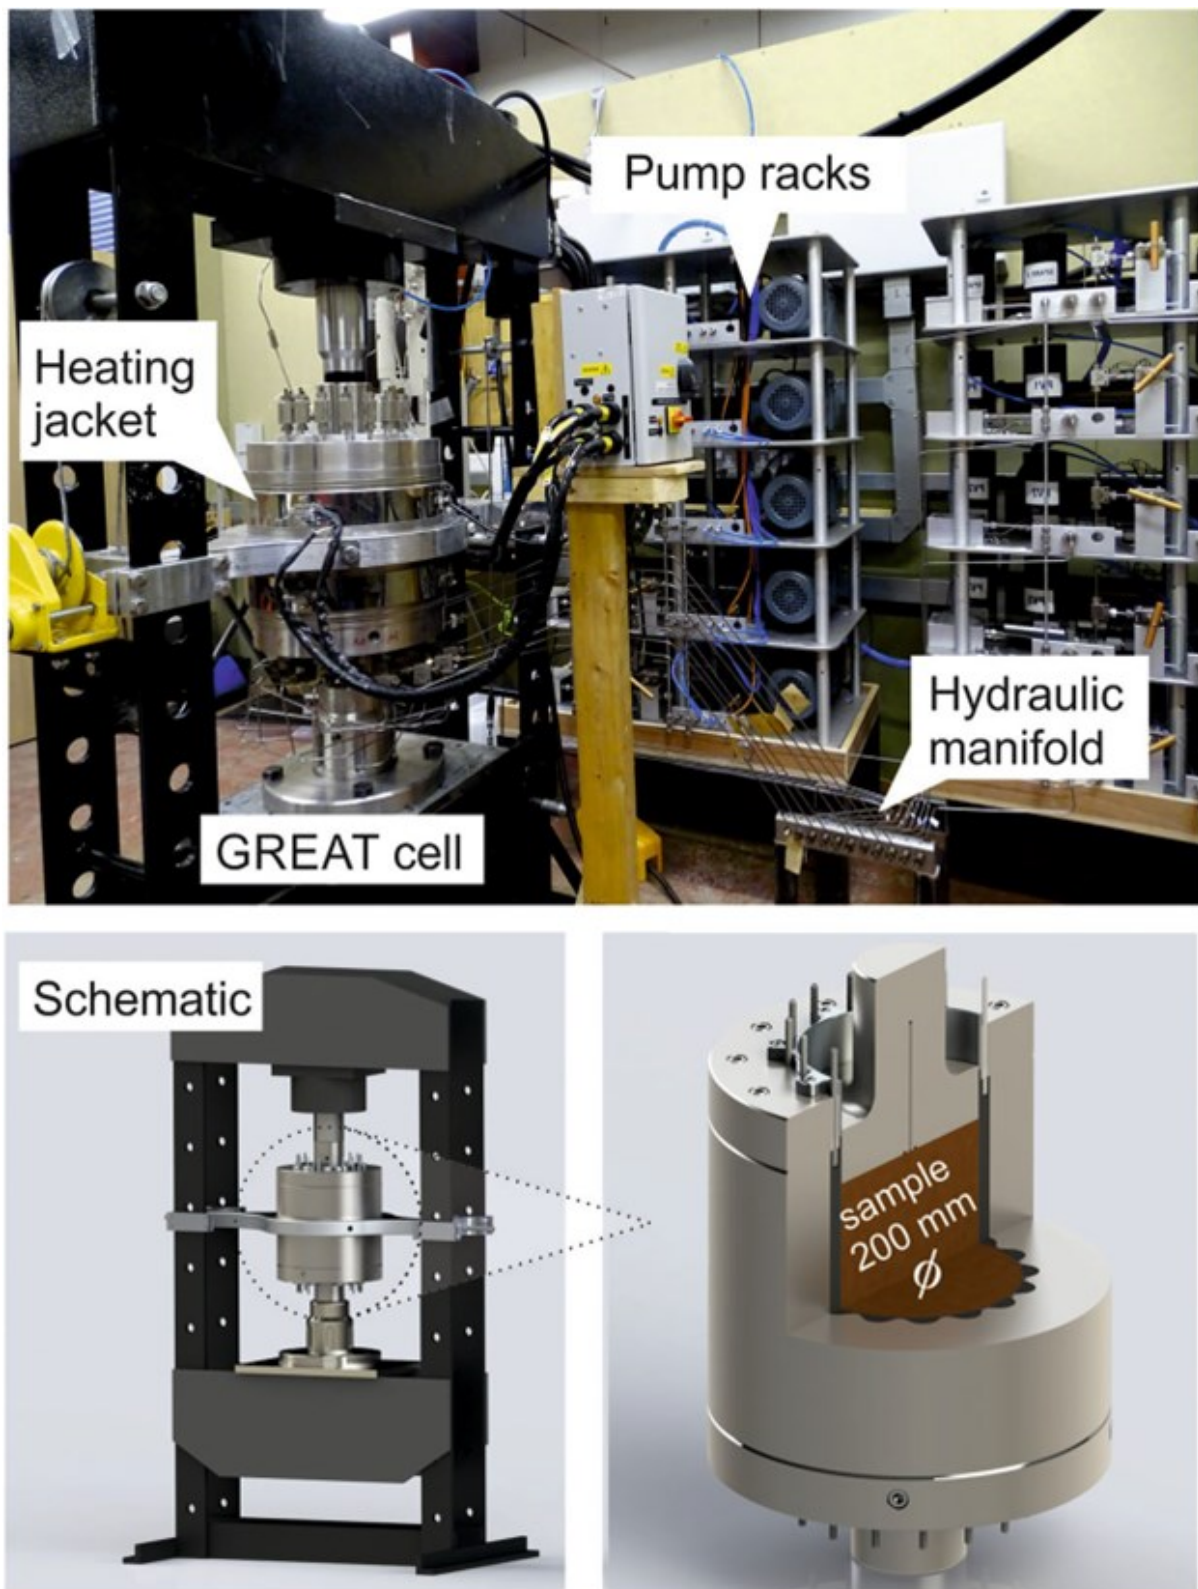 Pump racks
Heating
jacket
Hydraulic
manifold
GREAT cell
Schematic
sample
200 mm
ϕ